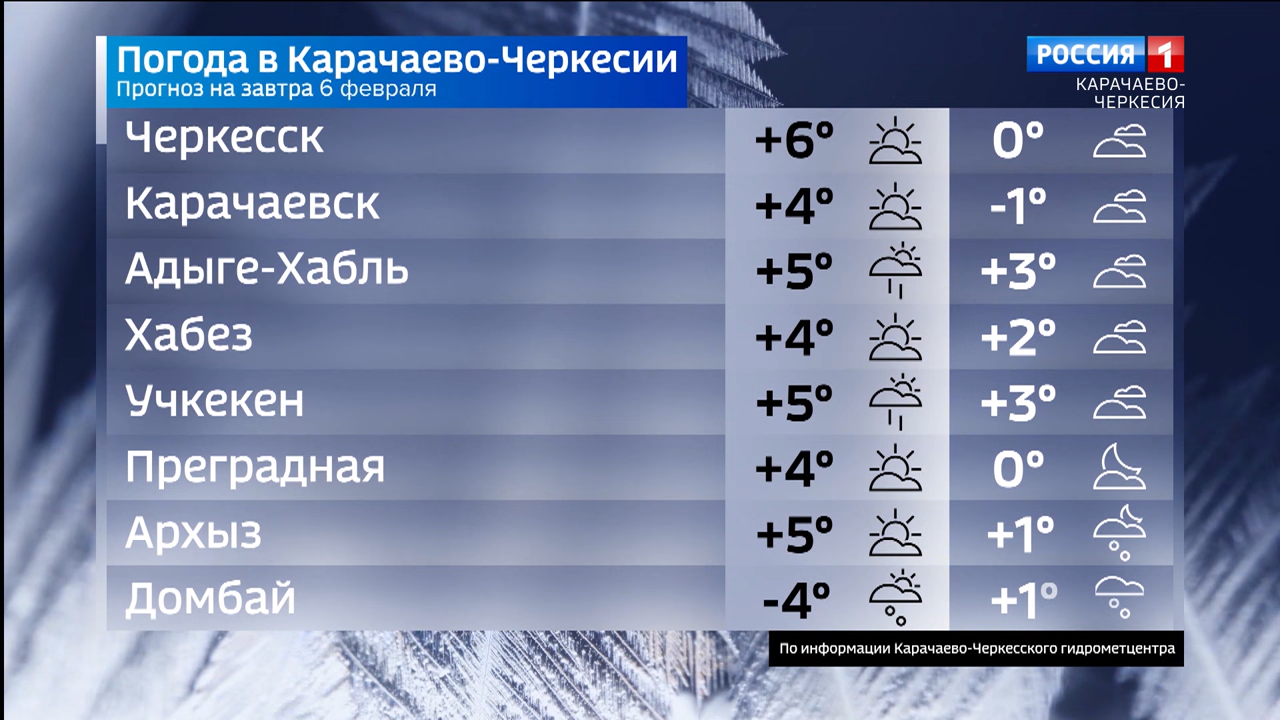 Погода в Карачаево-Черкесии
Прогноз на завтра 6 февраля
РОССИЯ 1
КАРАЧАЕВО-
ЧЕРКЕСИЯ
Черкесск +6° 0°
Карачаевск +4° -1°
Адыге-Хабль +5° +3°
Хабез +4° +2°
Учкекен +5° +3°
Преградная +4° 0°
Архыз +5° +1°
Домбай -4° +1°
По информации Карачаево-Черкесского гидрометцентра